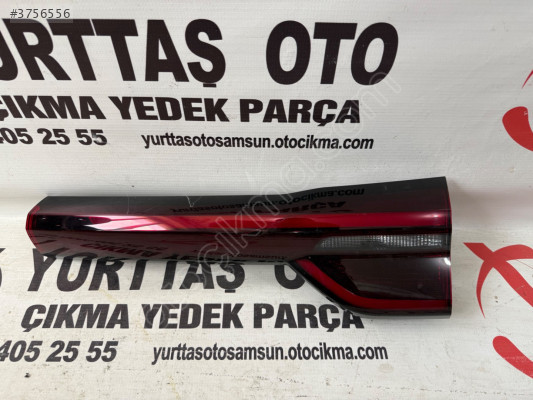 #3756556
YURTTAŞ OTO
ÇIKMA YEDEK PARÇA
405 25 55
yurttasotosamsun.otocikma.com
YURTTAŞ OTO
ÇIKMA YEDEK PARÇA
405 25 55
yurttasotosamsun.otocikma.com